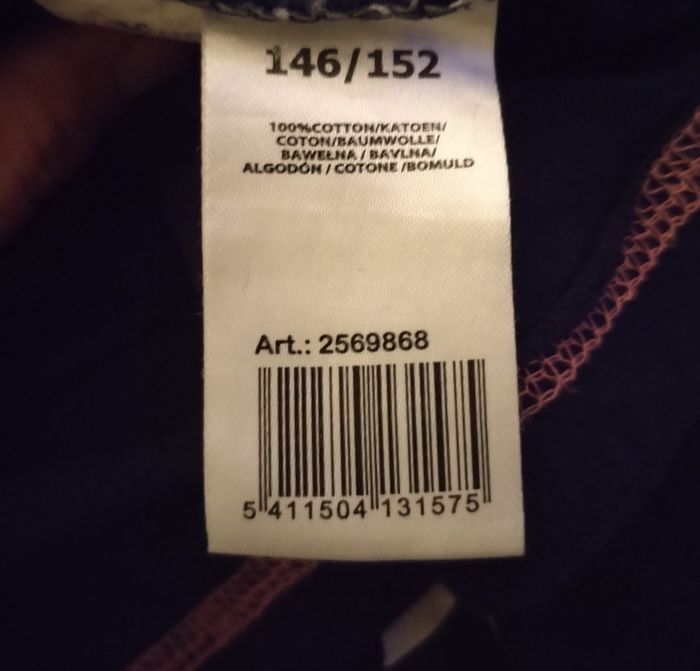 146/152
100%COTTON/KATOEN/
COTON/BAUMWOLLE/
BAWEŁNA / BAVLNA/
ALGODÓN / COTONE /BOMULD
Art.: 2569868
5 411504 131575